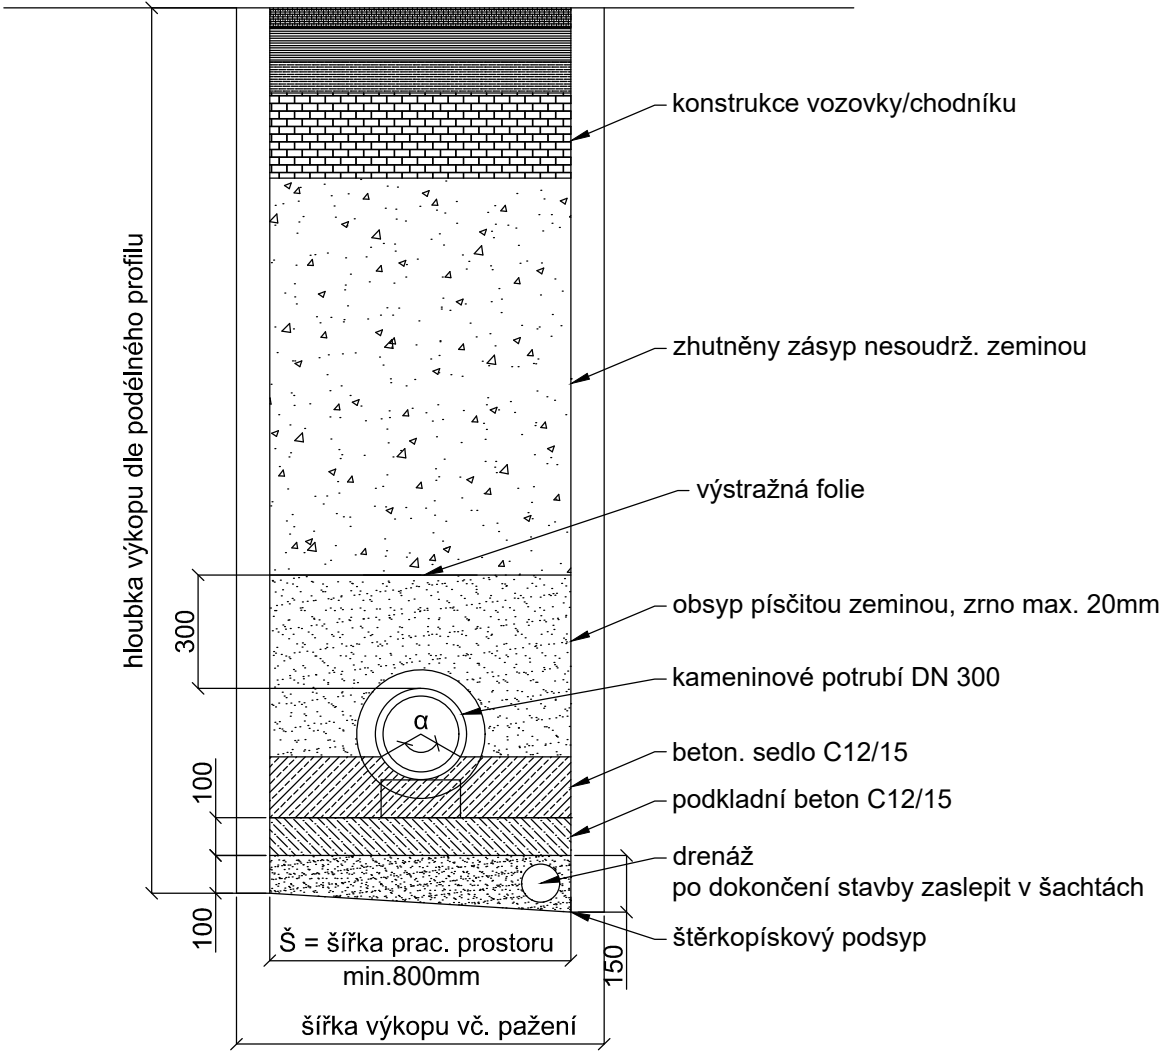 konstrukce vozovky/chodníku
zhutněny zásyp nesoudrž. zeminou
výstražná folie
obsyp písčitou zeminou, zrno max. 20mm
kameninové potrubí DN 300
beton. sedlo C12/15
podkladní beton C12/15
drenáž
po dokončení stavby zaslepit v šachtách
štěrkopískový podsyp
hloubka výkopu dle podélného profilu
300
α
100
100
150
Š = šířka prac. prostoru
min.800mm
šířka výkopu vč. pažení